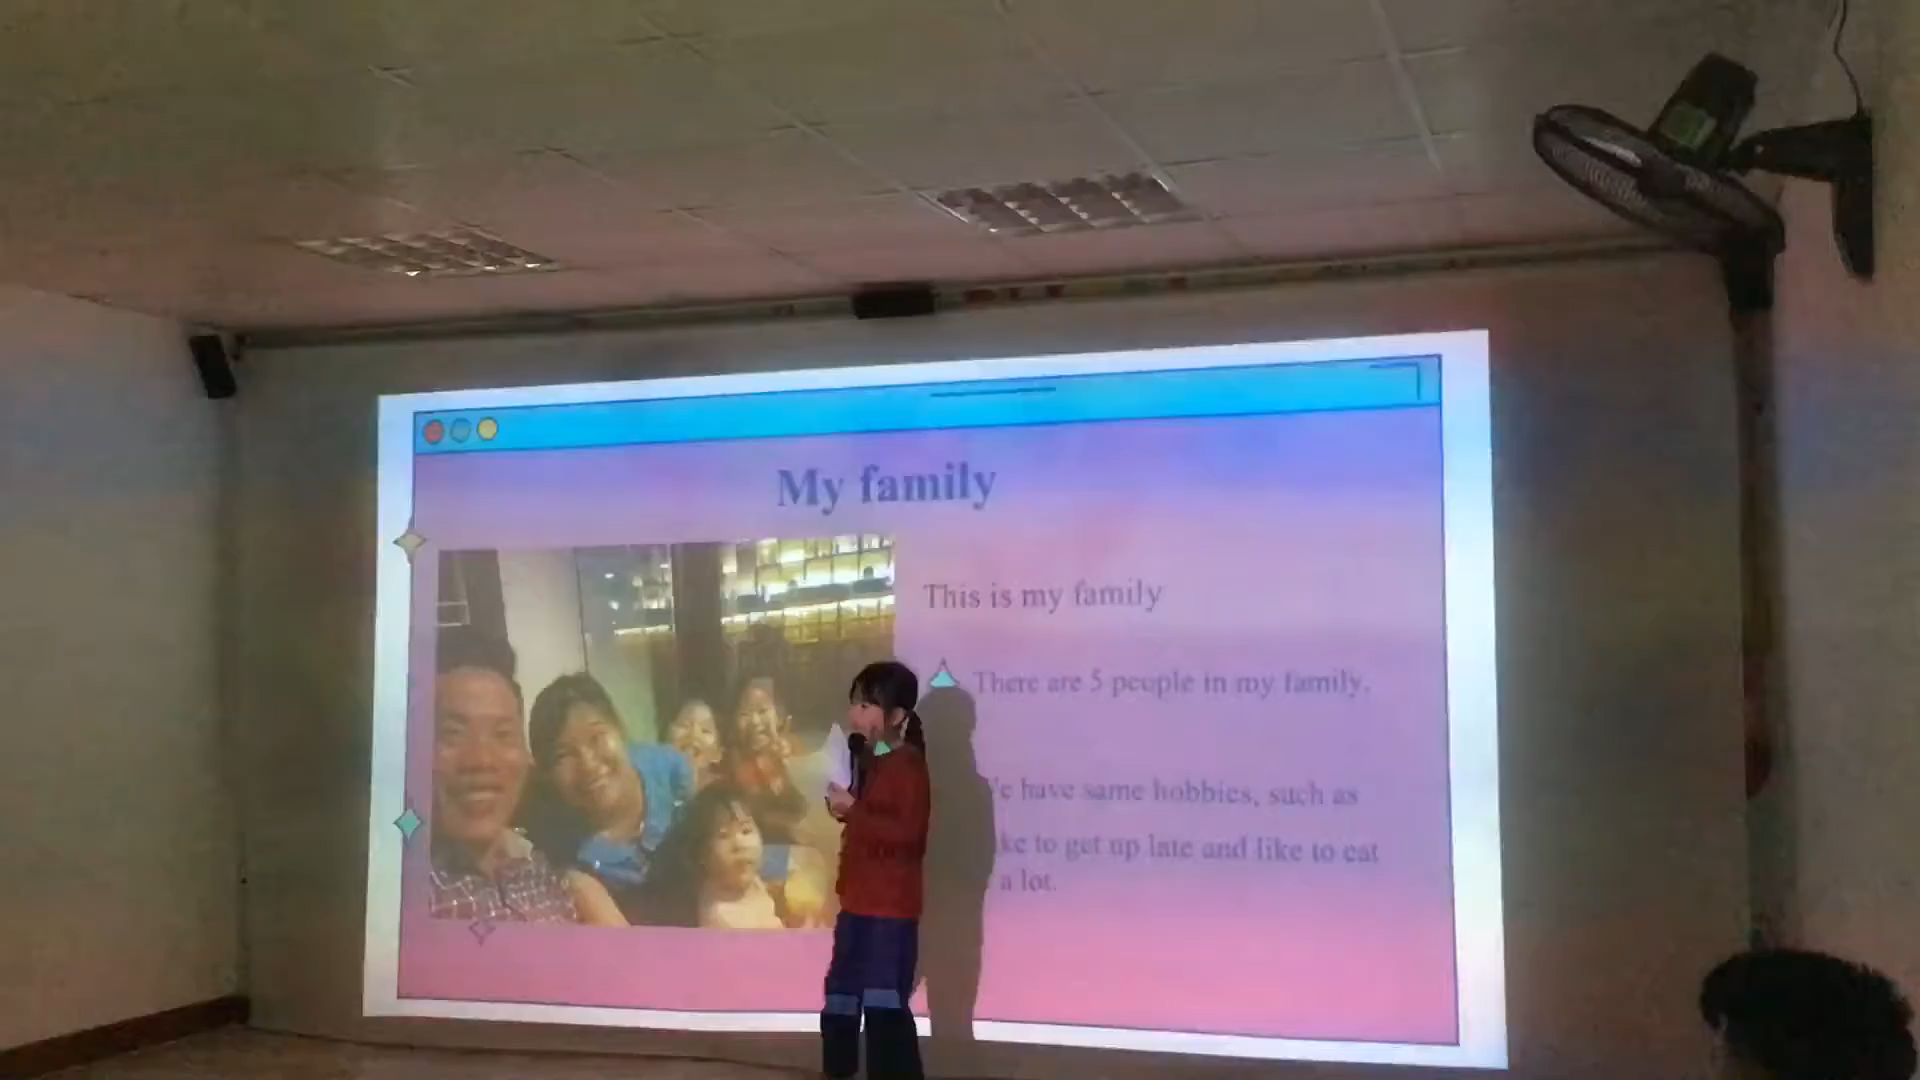 My family
This is my family
There are 5 people in my family.
have same hobbies, such as
to get up late and like to eat
a lot.